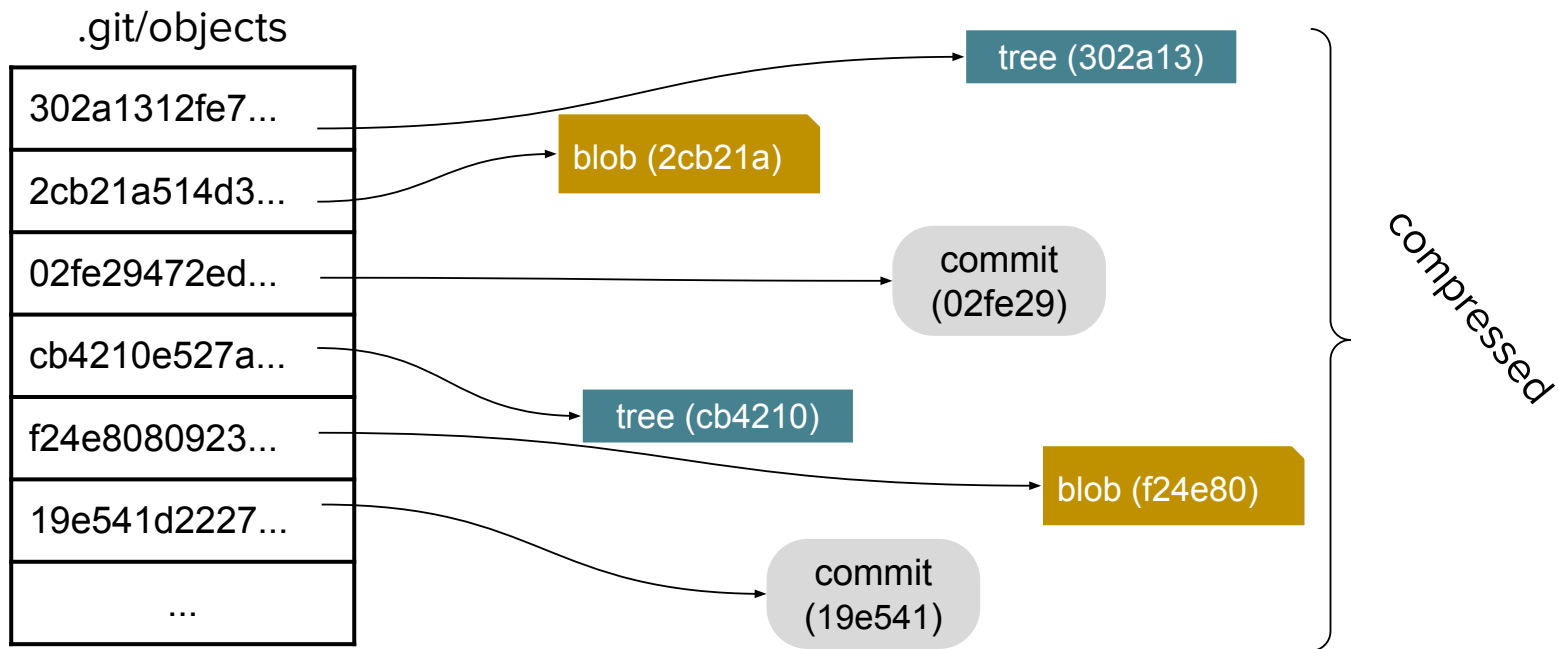 .git/objects
302a1312fe7...
2cb21a514d3...
02fe29472ed...
cb4210e527a...
f24e8080923...
19e541d2227...
...
tree (302a13)
blob (2cb21a)
commit
(02fe29)
tree (cb4210)
blob (f24e80)
commit
(19e541)
compressed